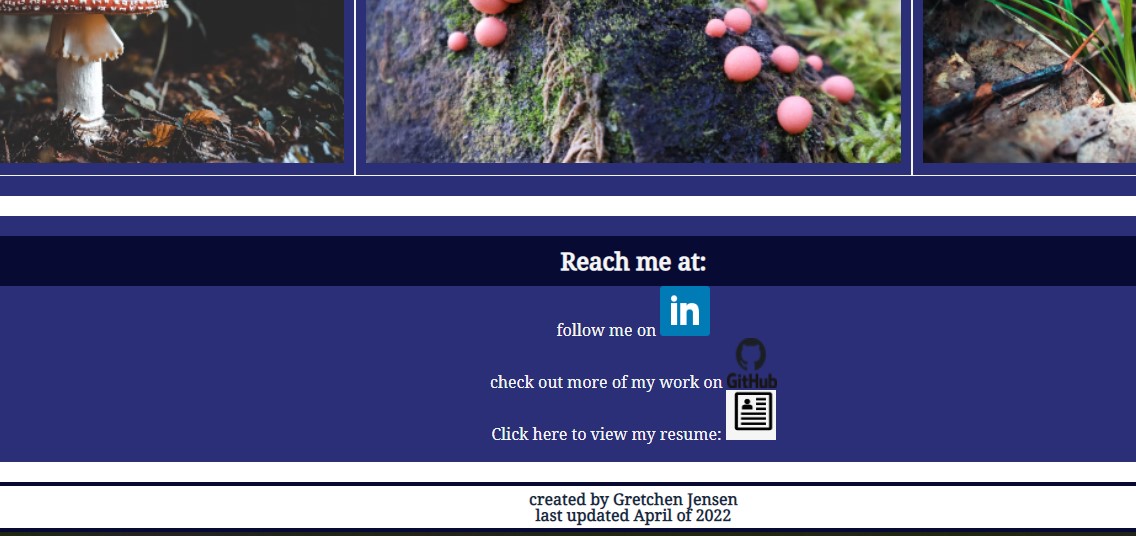 Reach me at:
follow me on in
check out more of my work on GitHub
Click here to view my resume:
created by Gretchen Jensen
last updated April of 2022